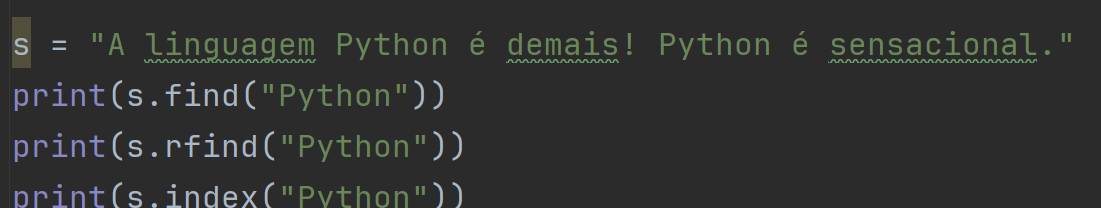 s = "A linguagem Python é demais! Python é sensacional."
print(s.find("Python"))
print(s.rfind("Python"))
print(s.index("Python"))